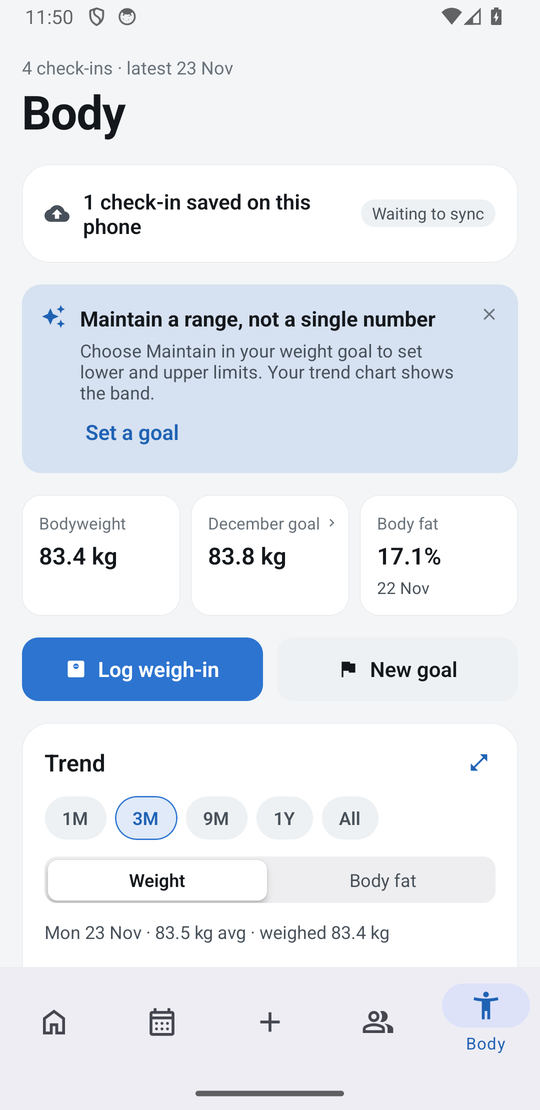 11:50
4 check-ins · latest 23 Nov
Body
1 check-in saved on this
phone
Waiting to sync
Maintain a range, not a single number
Choose Maintain in your weight goal to set
lower and upper limits. Your trend chart shows
the band.
Set a goal
Bodyweight
83.4 kg
December goal
83.8 kg
Body fat
17.1%
22 Nov
Log weigh-in
New goal
Trend
1M
3M
9M
1Y
All
Weight
Body fat
Mon 23 Nov · 83.5 kg avg · weighed 83.4 kg
Body